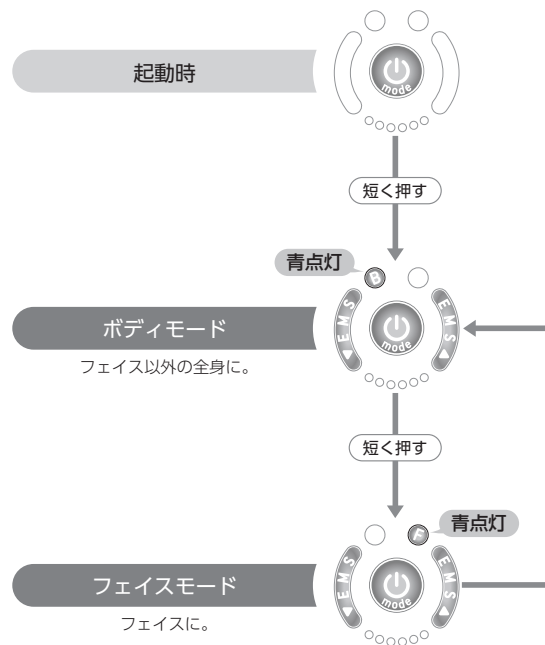 起動時
mode
短く押す
青点灯
B
EMS
EMS
ボディモード
mode
フェイス以外の全身に。
短く押す
青点灯
F
EMS
EMS
フェイスモード
mode
フェイスに。